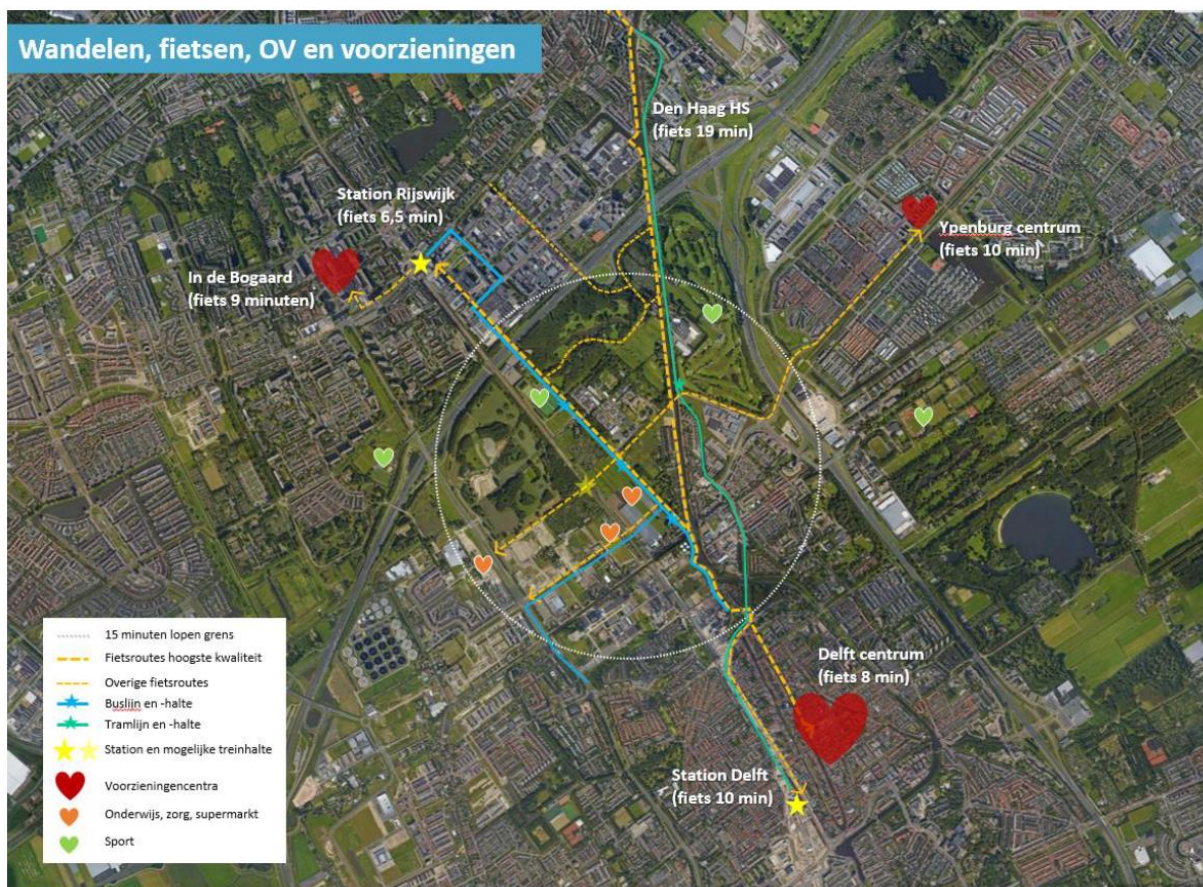 Wandelen, fietsen, OV en voorzieningen
Den Haag HS
(fiets 19 min)
Station Rijswijk
(fiets 6,5 min)
Ypenburg centrum
(fiets 10 min)
In de Bogaard
(fiets 9 minuten)
15 minuten lopen grens
Fietsroutes hoogste kwaliteit
Overige fietsroutes
Buslijn en -halte
Tramlijn en -halte
Station en mogelijke treinhalte
Voorzieningencentra
Onderwijs, zorg, supermarkt
Sport
Delft centrum
(fiets 8 min)
Station Delft
(fiets 10 min)